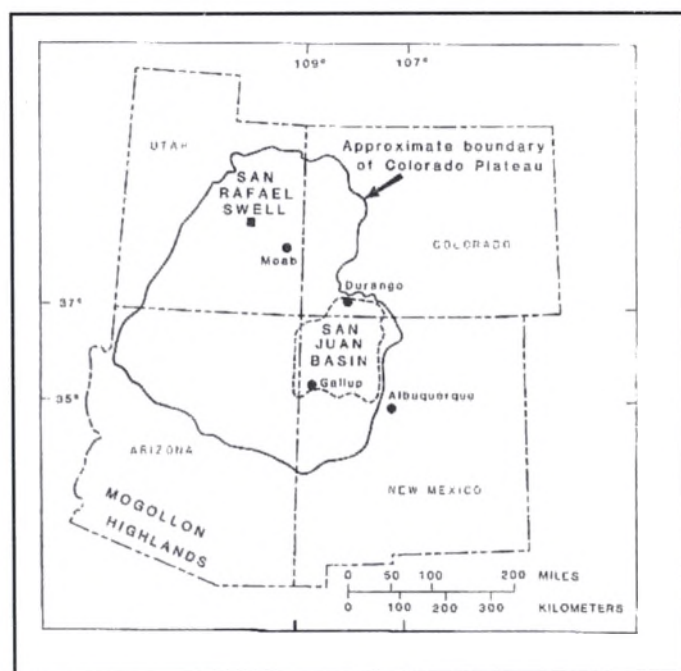 109° 107°
UTAH
Approximate boundary
of Colorado Plateau
SAN
RAFAEL
SWELL
Moab
COLORADO
Durango
37°
SAN
JUAN
BASIN
Gallup
Albuquerque
35°
ARIZONA
NEW MEXICO
MOGOLLON
HIGHLANDS
0 50 100 200 MILES
0 100 200 300 KILOMETERS